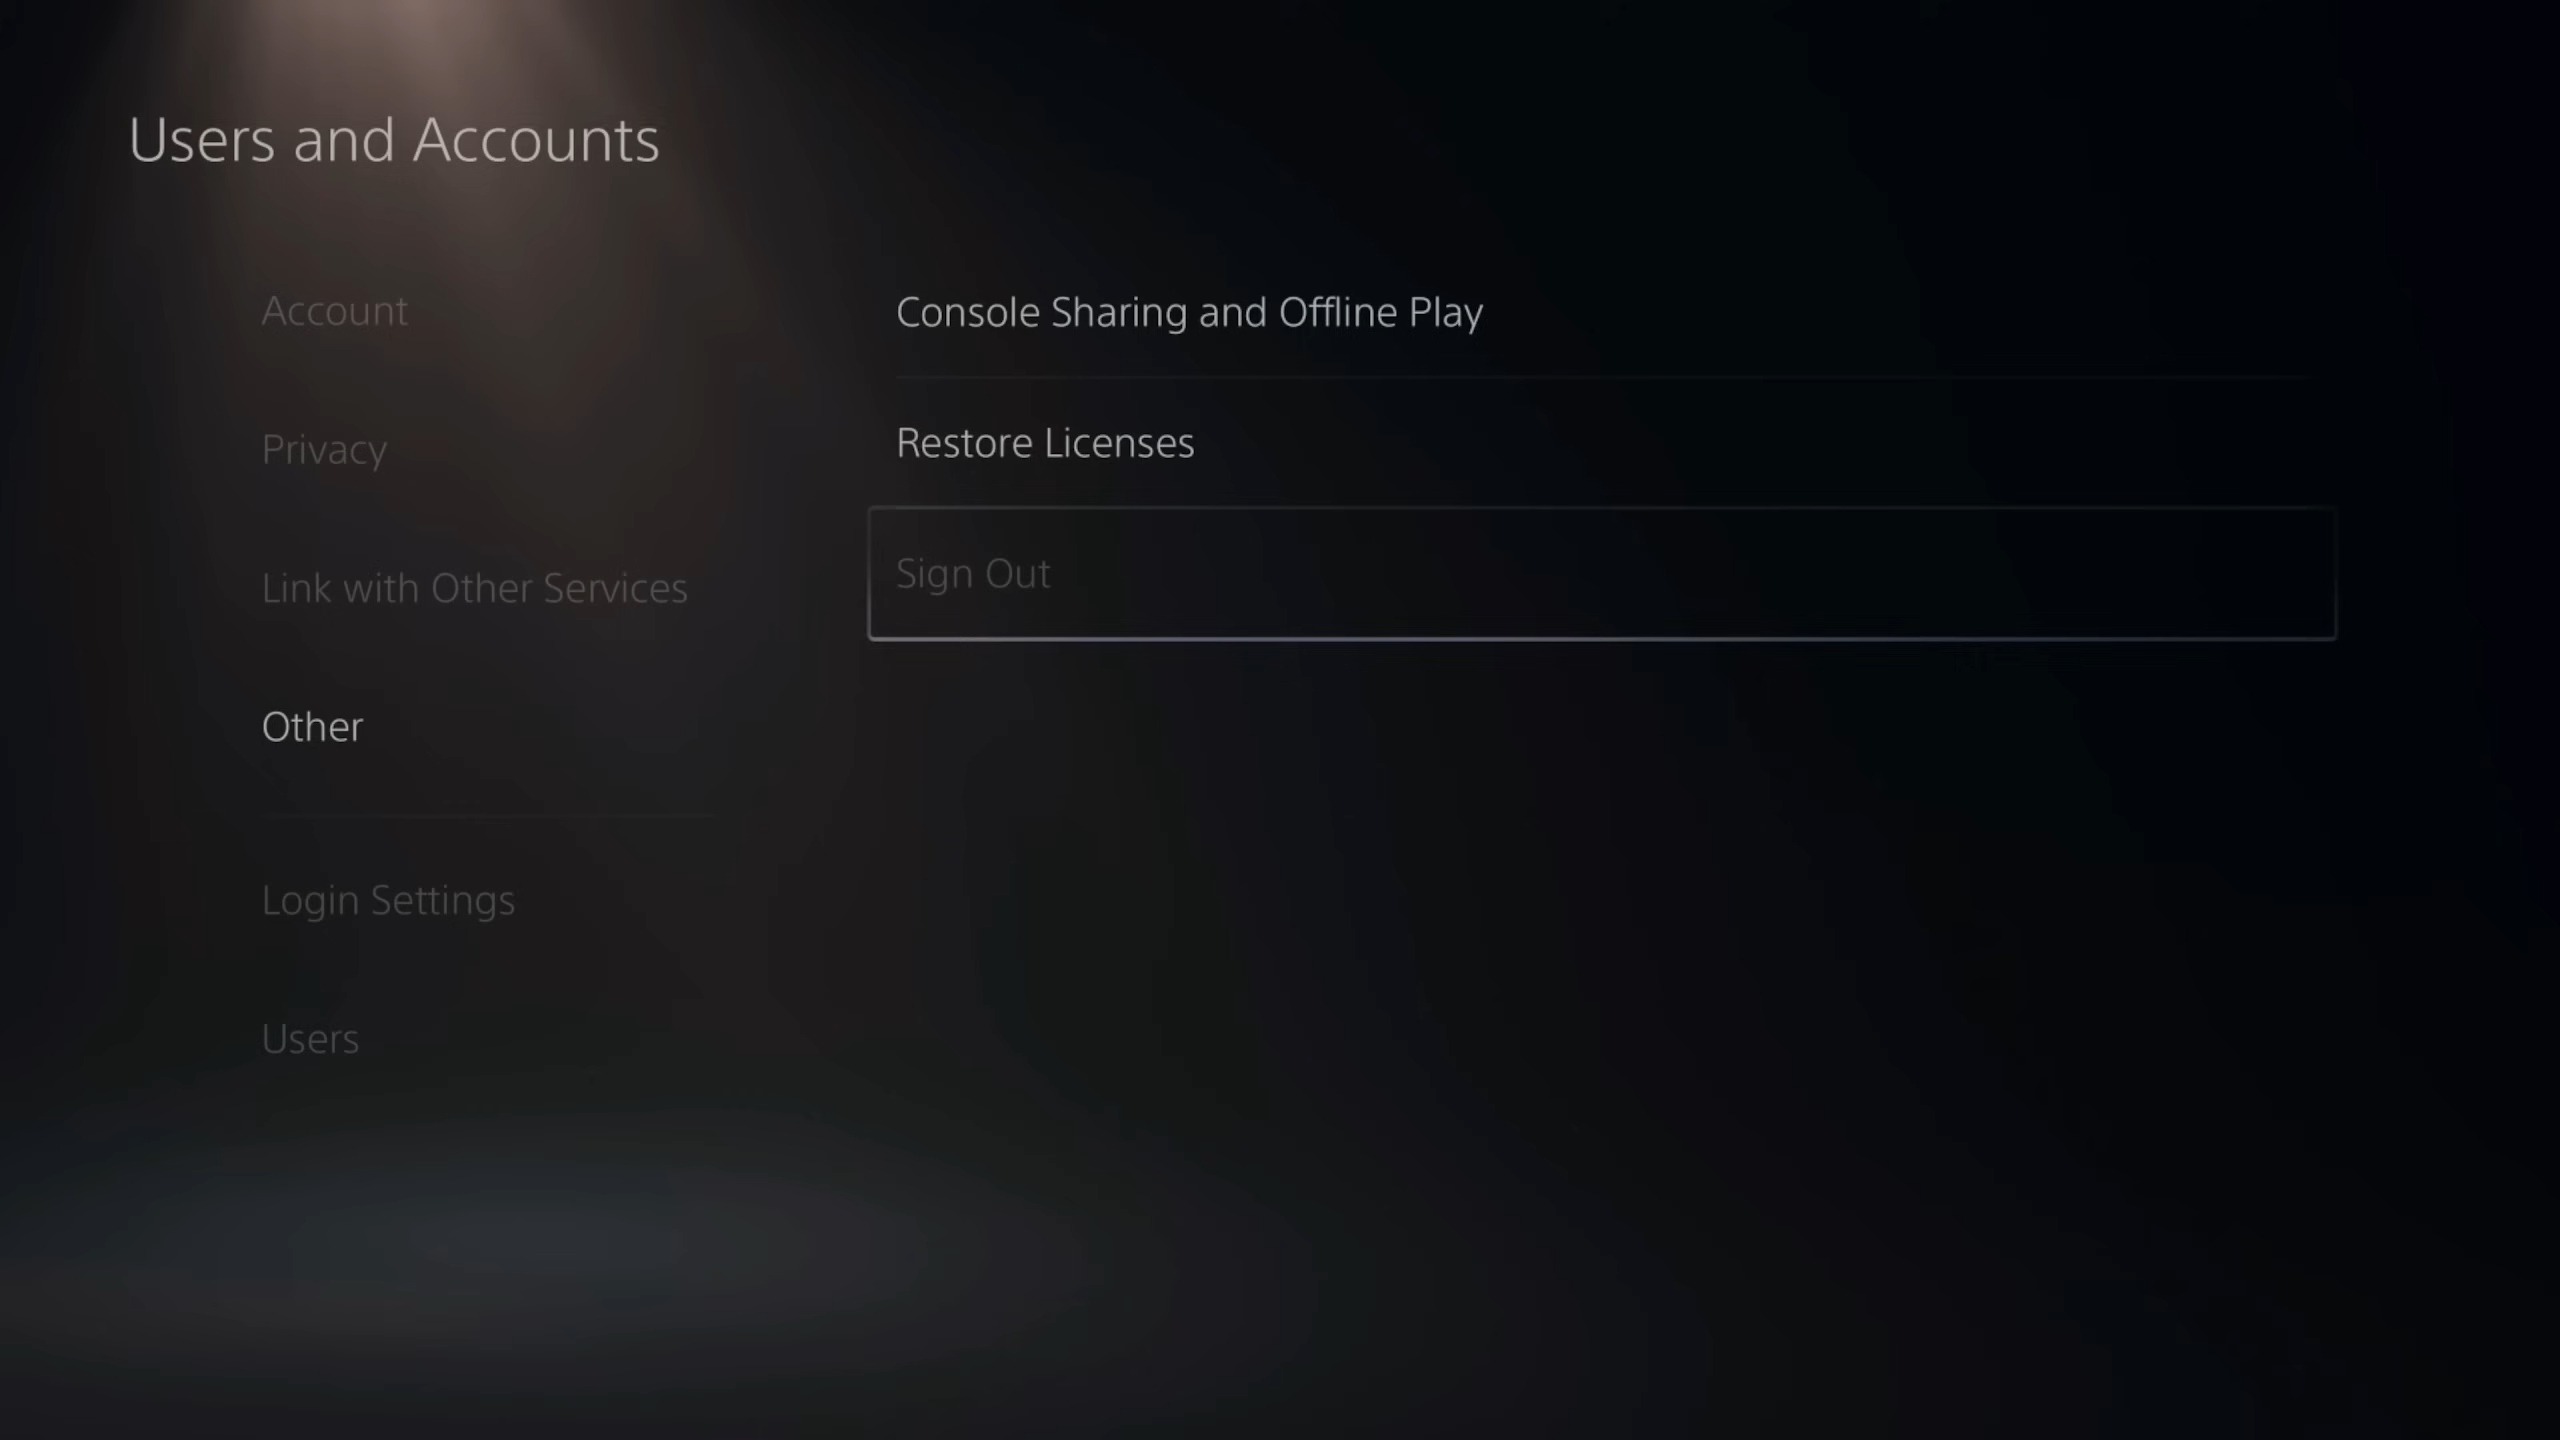 Users and Accounts
Account
Privacy
Link with Other Services
Other
Login Settings
Users
Console Sharing and Offline Play
Restore Licenses
Sign Out